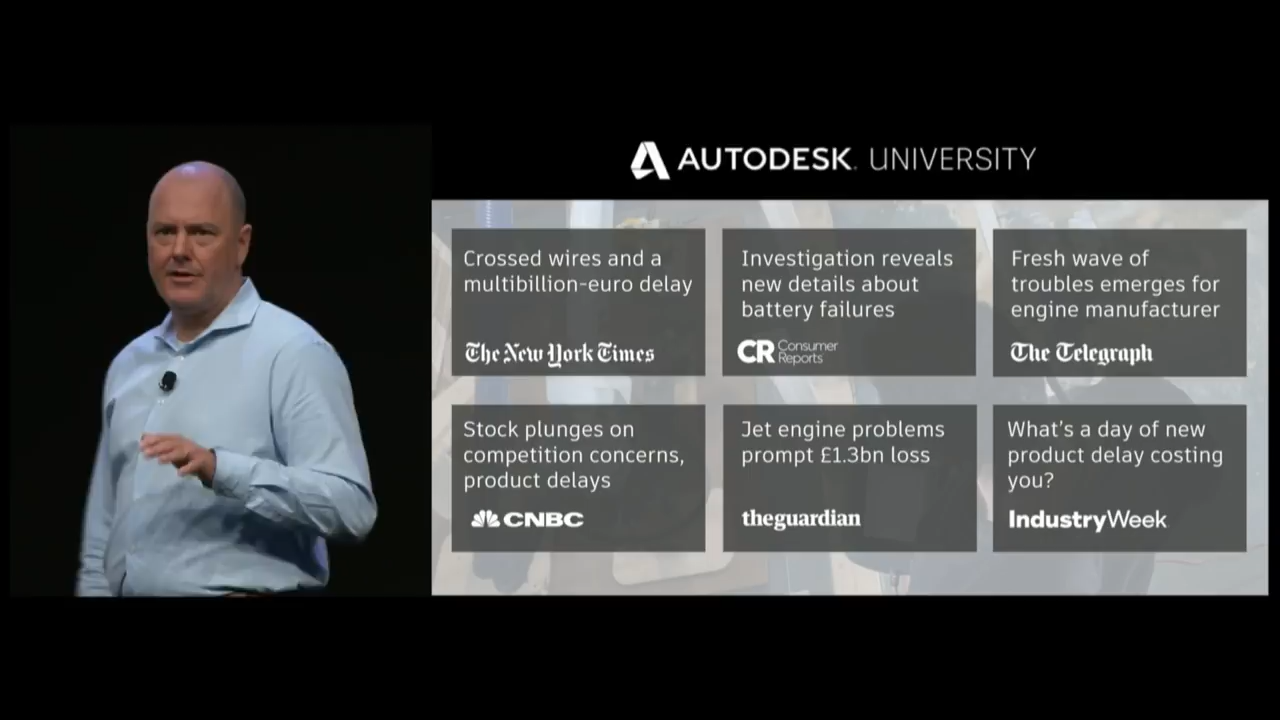 AUTODESK. UNIVERSITY
Crossed wires and a
multibillion-euro delay
The New York Times
Investigation reveals
new details about
battery failures
CR Consumer
Reports
Fresh wave of
troubles emerges for
engine manufacturer
The Telegraph
Stock plunges on
competition concerns,
product delays
CNBC
Jet engine problems
prompt £1.3bn loss
theguardian
What's a day of new
product delay costing
you?
IndustryWeek